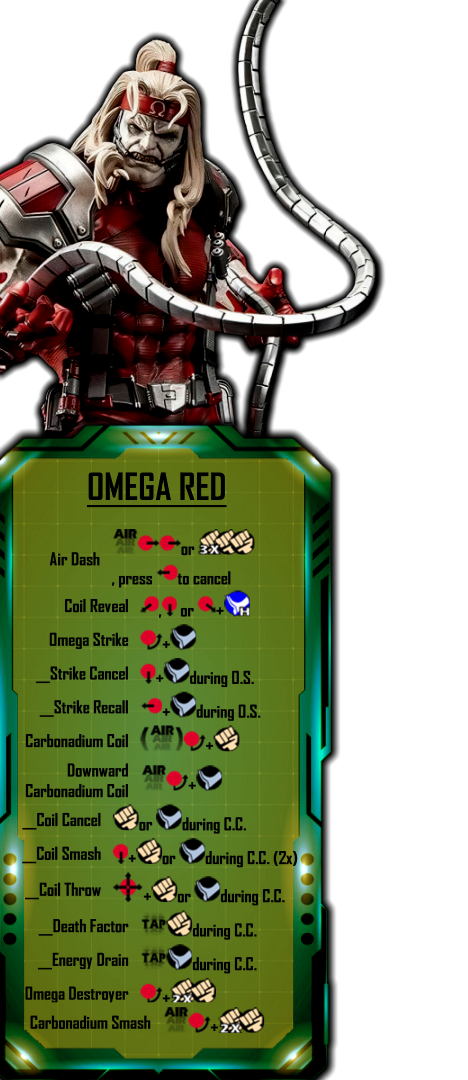 OMEGA RED
AIR
AIR
AIR
or 3·X
Air Dash
, press to cancel
Coil Reveal , , or + H
Omega Strike +
__Strike Cancel + during O.S.
__Strike Recall + during O.S.
Carbonadium Coil (AIR) +
Downward AIR +
Carbonadium Coil
__Coil Cancel or during C.C.
__Coil Smash + or during C.C. (2x)
__Coil Throw + or during C.C.
__Death Factor TAP during C.C.
__Energy Drain TAP during C.C.
Omega Destroyer + 2·X
Carbonadium Smash AIR + 2·X